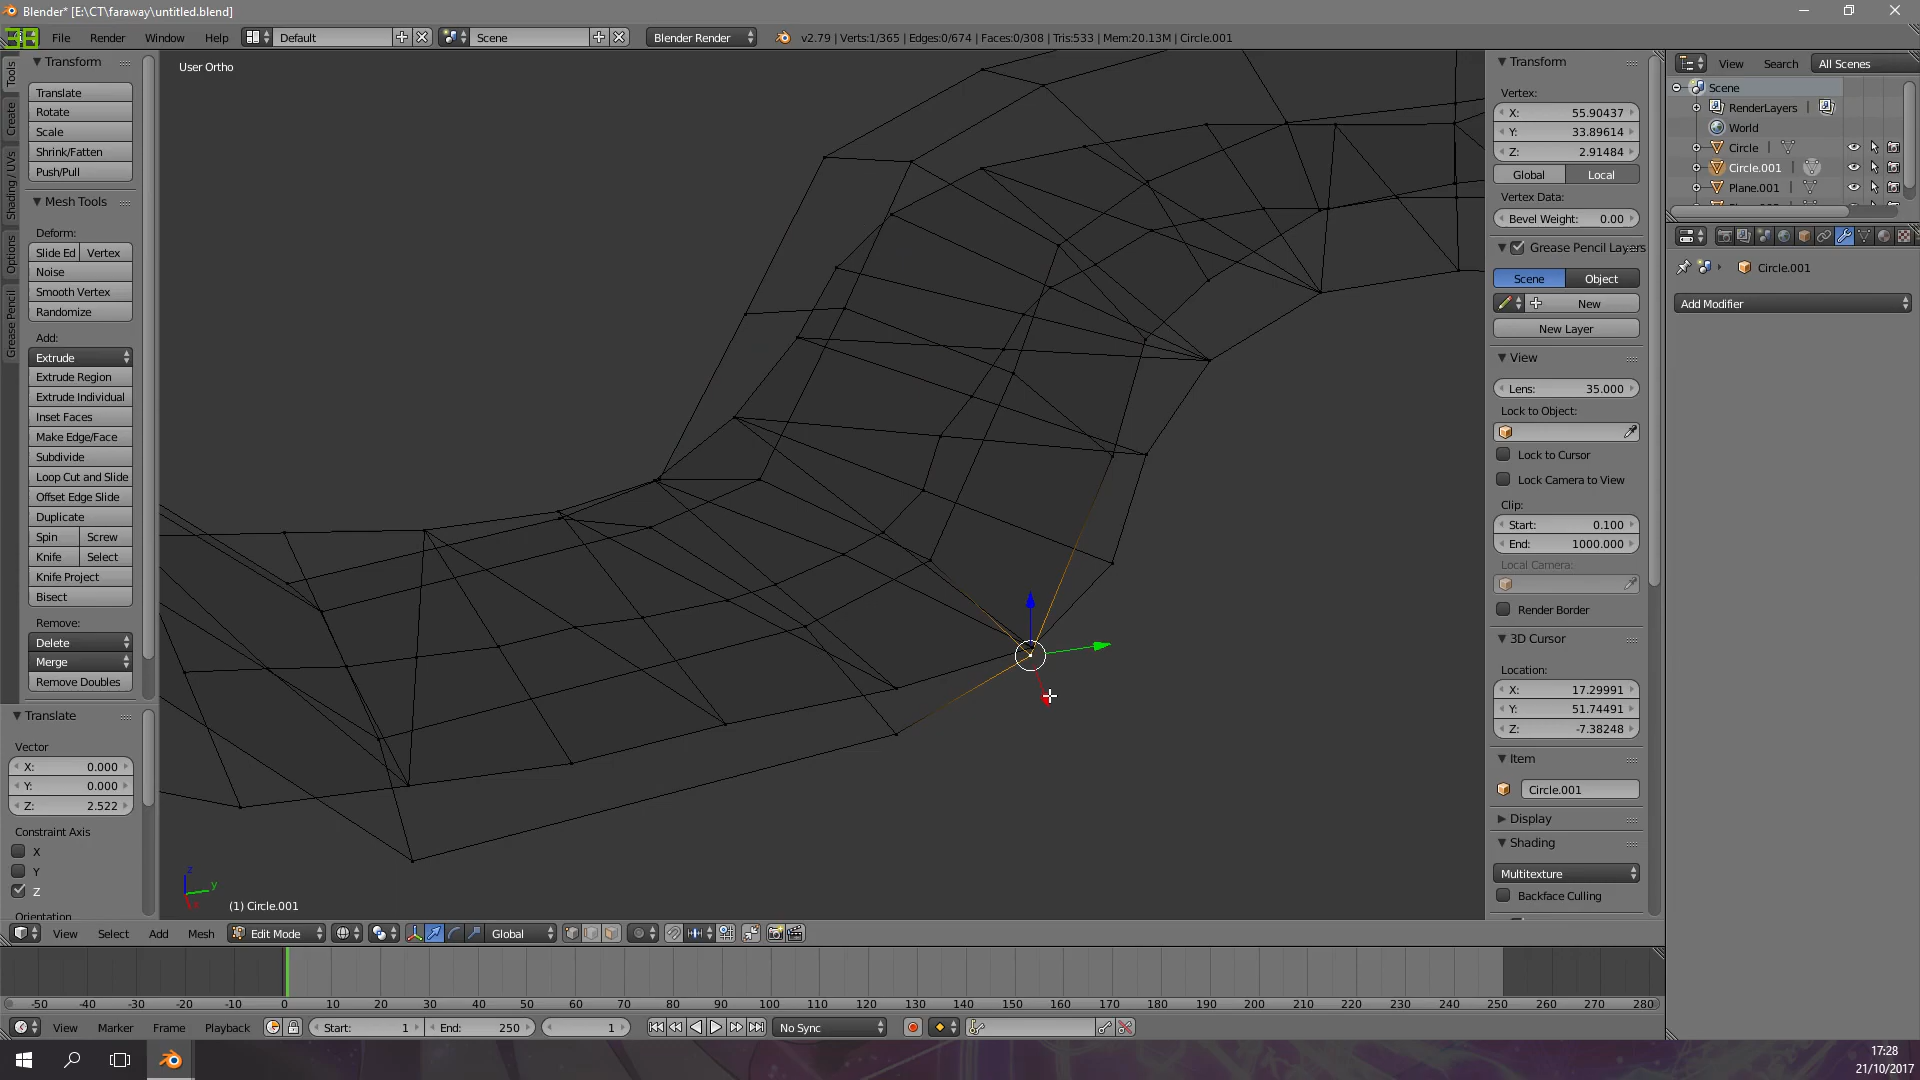 Blender* [E:\CT\faraway\untitled.blend]
File Render Window Help Default Scene Blender Render v2.79 | Verts:1/365 | Edges:0/674 | Faces:0/308 | Tris:533 | Mem:20.13M | Circle.001
Tools
Create
Shading / UVs
Options
Grease Pencil
Transform
Translate
Rotate
Scale
Shrink/Fatten
Push/Pull
Mesh Tools
Deform:
Slide Ed Vertex
Noise
Smooth Vertex
Randomize
Add:
Extrude
Extrude Region
Extrude Individual
Inset Faces
Make Edge/Face
Subdivide
Loop Cut and Slide
Offset Edge Slide
Duplicate
Spin Screw
Knife Select
Knife Project
Bisect
Remove:
Delete
Merge
Remove Doubles
Translate
Vector
X: 0.000
Y: 0.000
Z: 2.522
Constraint Axis
X
Y
Z
Orientation
User Ortho
z
y
(1) Circle.001
View Select Add Mesh Edit Mode Global
Transform
Vertex:
X: 55.90437
Y: 33.89614
Z: 2.91484
Global Local
Vertex Data:
Bevel Weight: 0.00
Grease Pencil Layers
Scene Object
New
New Layer
View
Lens: 35.000
Lock to Object:
Lock to Cursor
Lock Camera to View
Clip:
Start: 0.100
End: 1000.000
Local Camera:
Render Border
3D Cursor
Location:
X: 17.29991
Y: 51.74491
Z: -7.38248
Item
Circle.001
Display
Shading
Multitexture
Backface Culling
View Search All Scenes
Scene
RenderLayers
World
Circle
Circle.001
Plane.001
Circle.001
Add Modifier
-50 -40 -30 -20 -10 0 10 20 30 40 50 60 70 80 90 100 110 120 130 140 150 160 170 180 190 200 210 220 230 240 250 260 270 280
View Marker Frame Playback Start: 1 End: 250 1 No Sync
17:28
21/10/2017